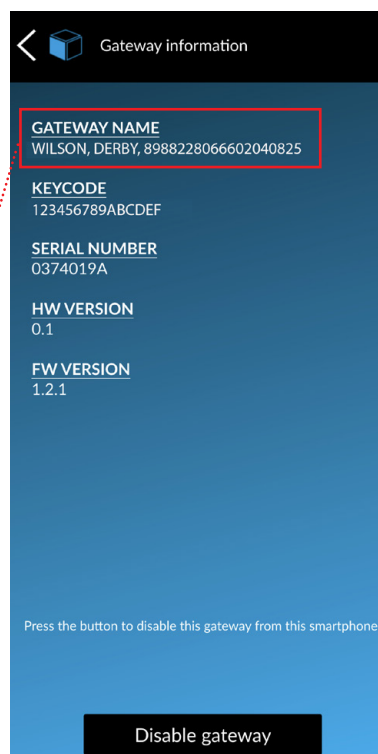 Gateway information
GATEWAY NAME
WILSON, DERBY, 8988228066602040825
KEYCODE
123456789ABCDEF
SERIAL NUMBER
0374019A
HW VERSION
0.1
FW VERSION
1.2.1
Press the button to disable this gateway from this smartphone
Disable gateway